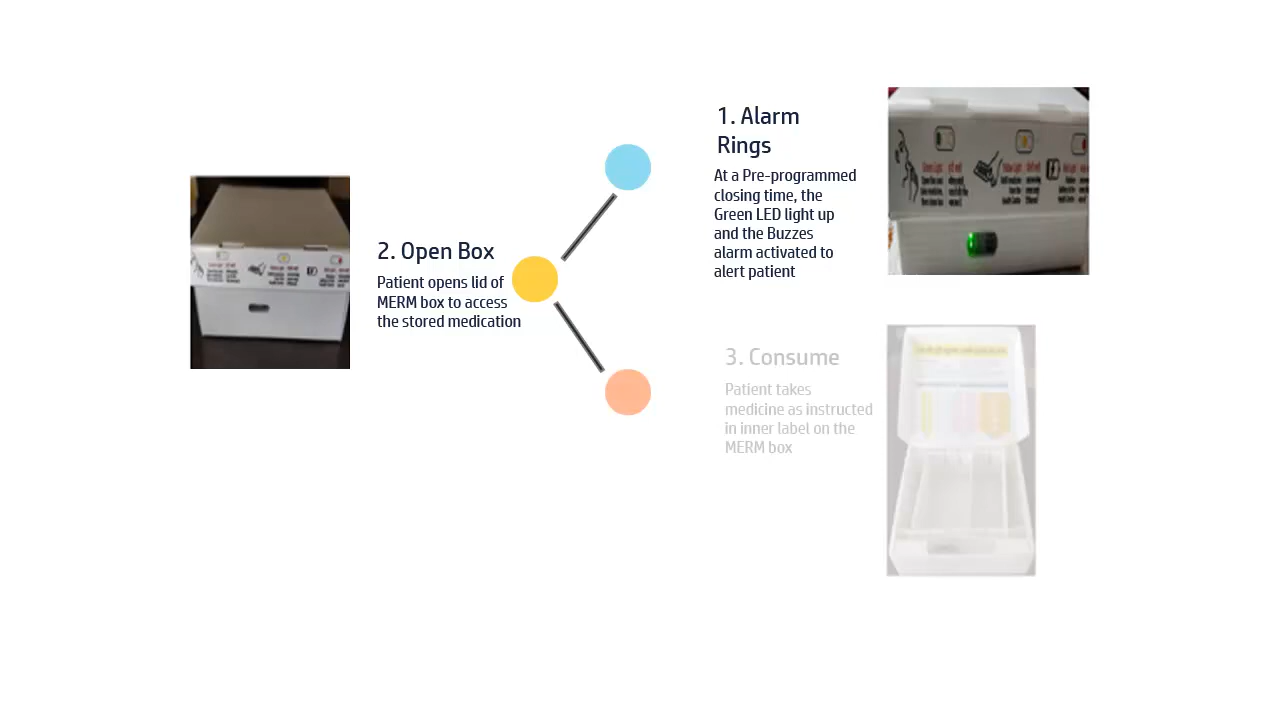 1. Alarm
Rings
At a Pre-programmed
closing time, the
Green LED light up
and the Buzzes
alarm activated to
alert patient
2. Open Box
Patient opens lid of
MERM box to access
the stored medication
3. Consume
Patient takes
medicine as instructed
in inner label on the
MERM box